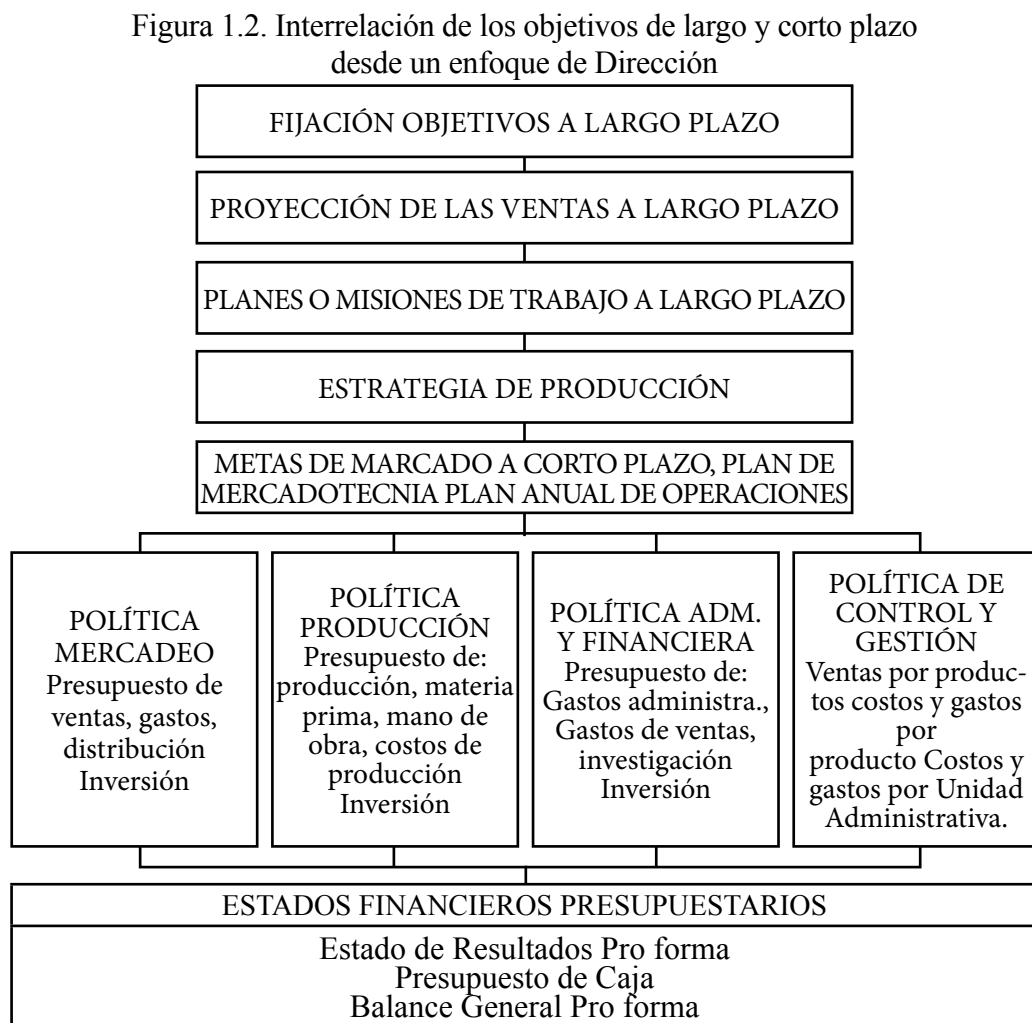 Figura 1.2. Interrelación de los objetivos de largo y corto plazo
desde un enfoque de Dirección
FIJACIÓN OBJETIVOS A LARGO PLAZO
PROYECCIÓN DE LAS VENTAS A LARGO PLAZO
PLANES O MISIONES DE TRABAJO A LARGO PLAZO
ESTRATEGIA DE PRODUCCIÓN
METAS DE MARCADO A CORTO PLAZO, PLAN DE
MERCADOTECNIA PLAN ANUAL DE OPERACIONES
POLÍTICA
MERCADEO
Presupuesto de
ventas, gastos,
distribución
Inversión
POLÍTICA
PRODUCCIÓN
Presupuesto de:
producción, materia
prima, mano de
obra, costos de
producción
Inversión
POLÍTICA ADM.
Y FINANCIERA
Presupuesto de:
Gastos administra.,
Gastos de ventas,
investigación
Inversión
POLÍTICA DE
CONTROL Y
GESTIÓN
Ventas por produc-
tos costos y gastos
por
producto Costos y
gastos por Unidad
Administrativa.
ESTADOS FINANCIEROS PRESUPUESTARIOS
Estado de Resultados Pro forma
Presupuesto de Caja
Balance General Pro forma